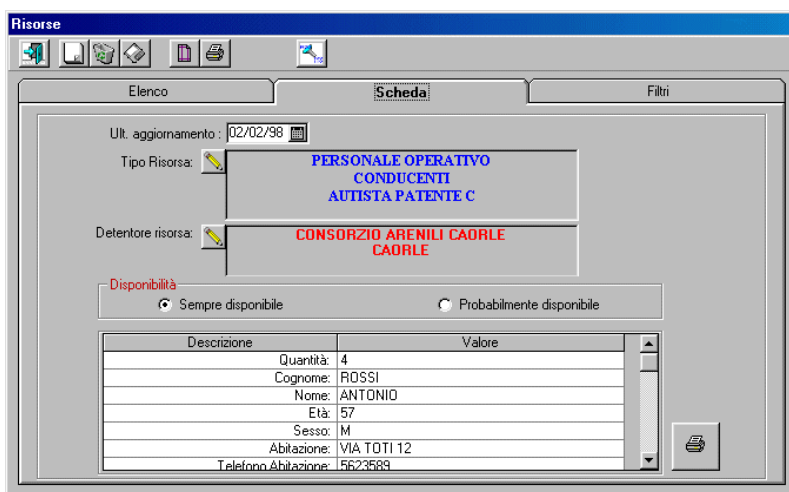 Risorse
Elenco
Scheda
Filtri
Ult. aggiornamento : 02/02/98
Tipo Risorsa:
PERSONALE OPERATIVO
CONDUCENTI
AUTISTA PATENTE C
Detentore risorsa:
CONSORZIO ARENILI CAORLE
CAORLE
Disponibilità
Sempre disponibile
Probabilmente disponibile
Descrizione Valore
Quantità: 4
Cognome: ROSSI
Nome: ANTONIO
Età: 57
Sesso: M
Abitazione: VIA TOTI 12
Telefono Abitazione: 5623589